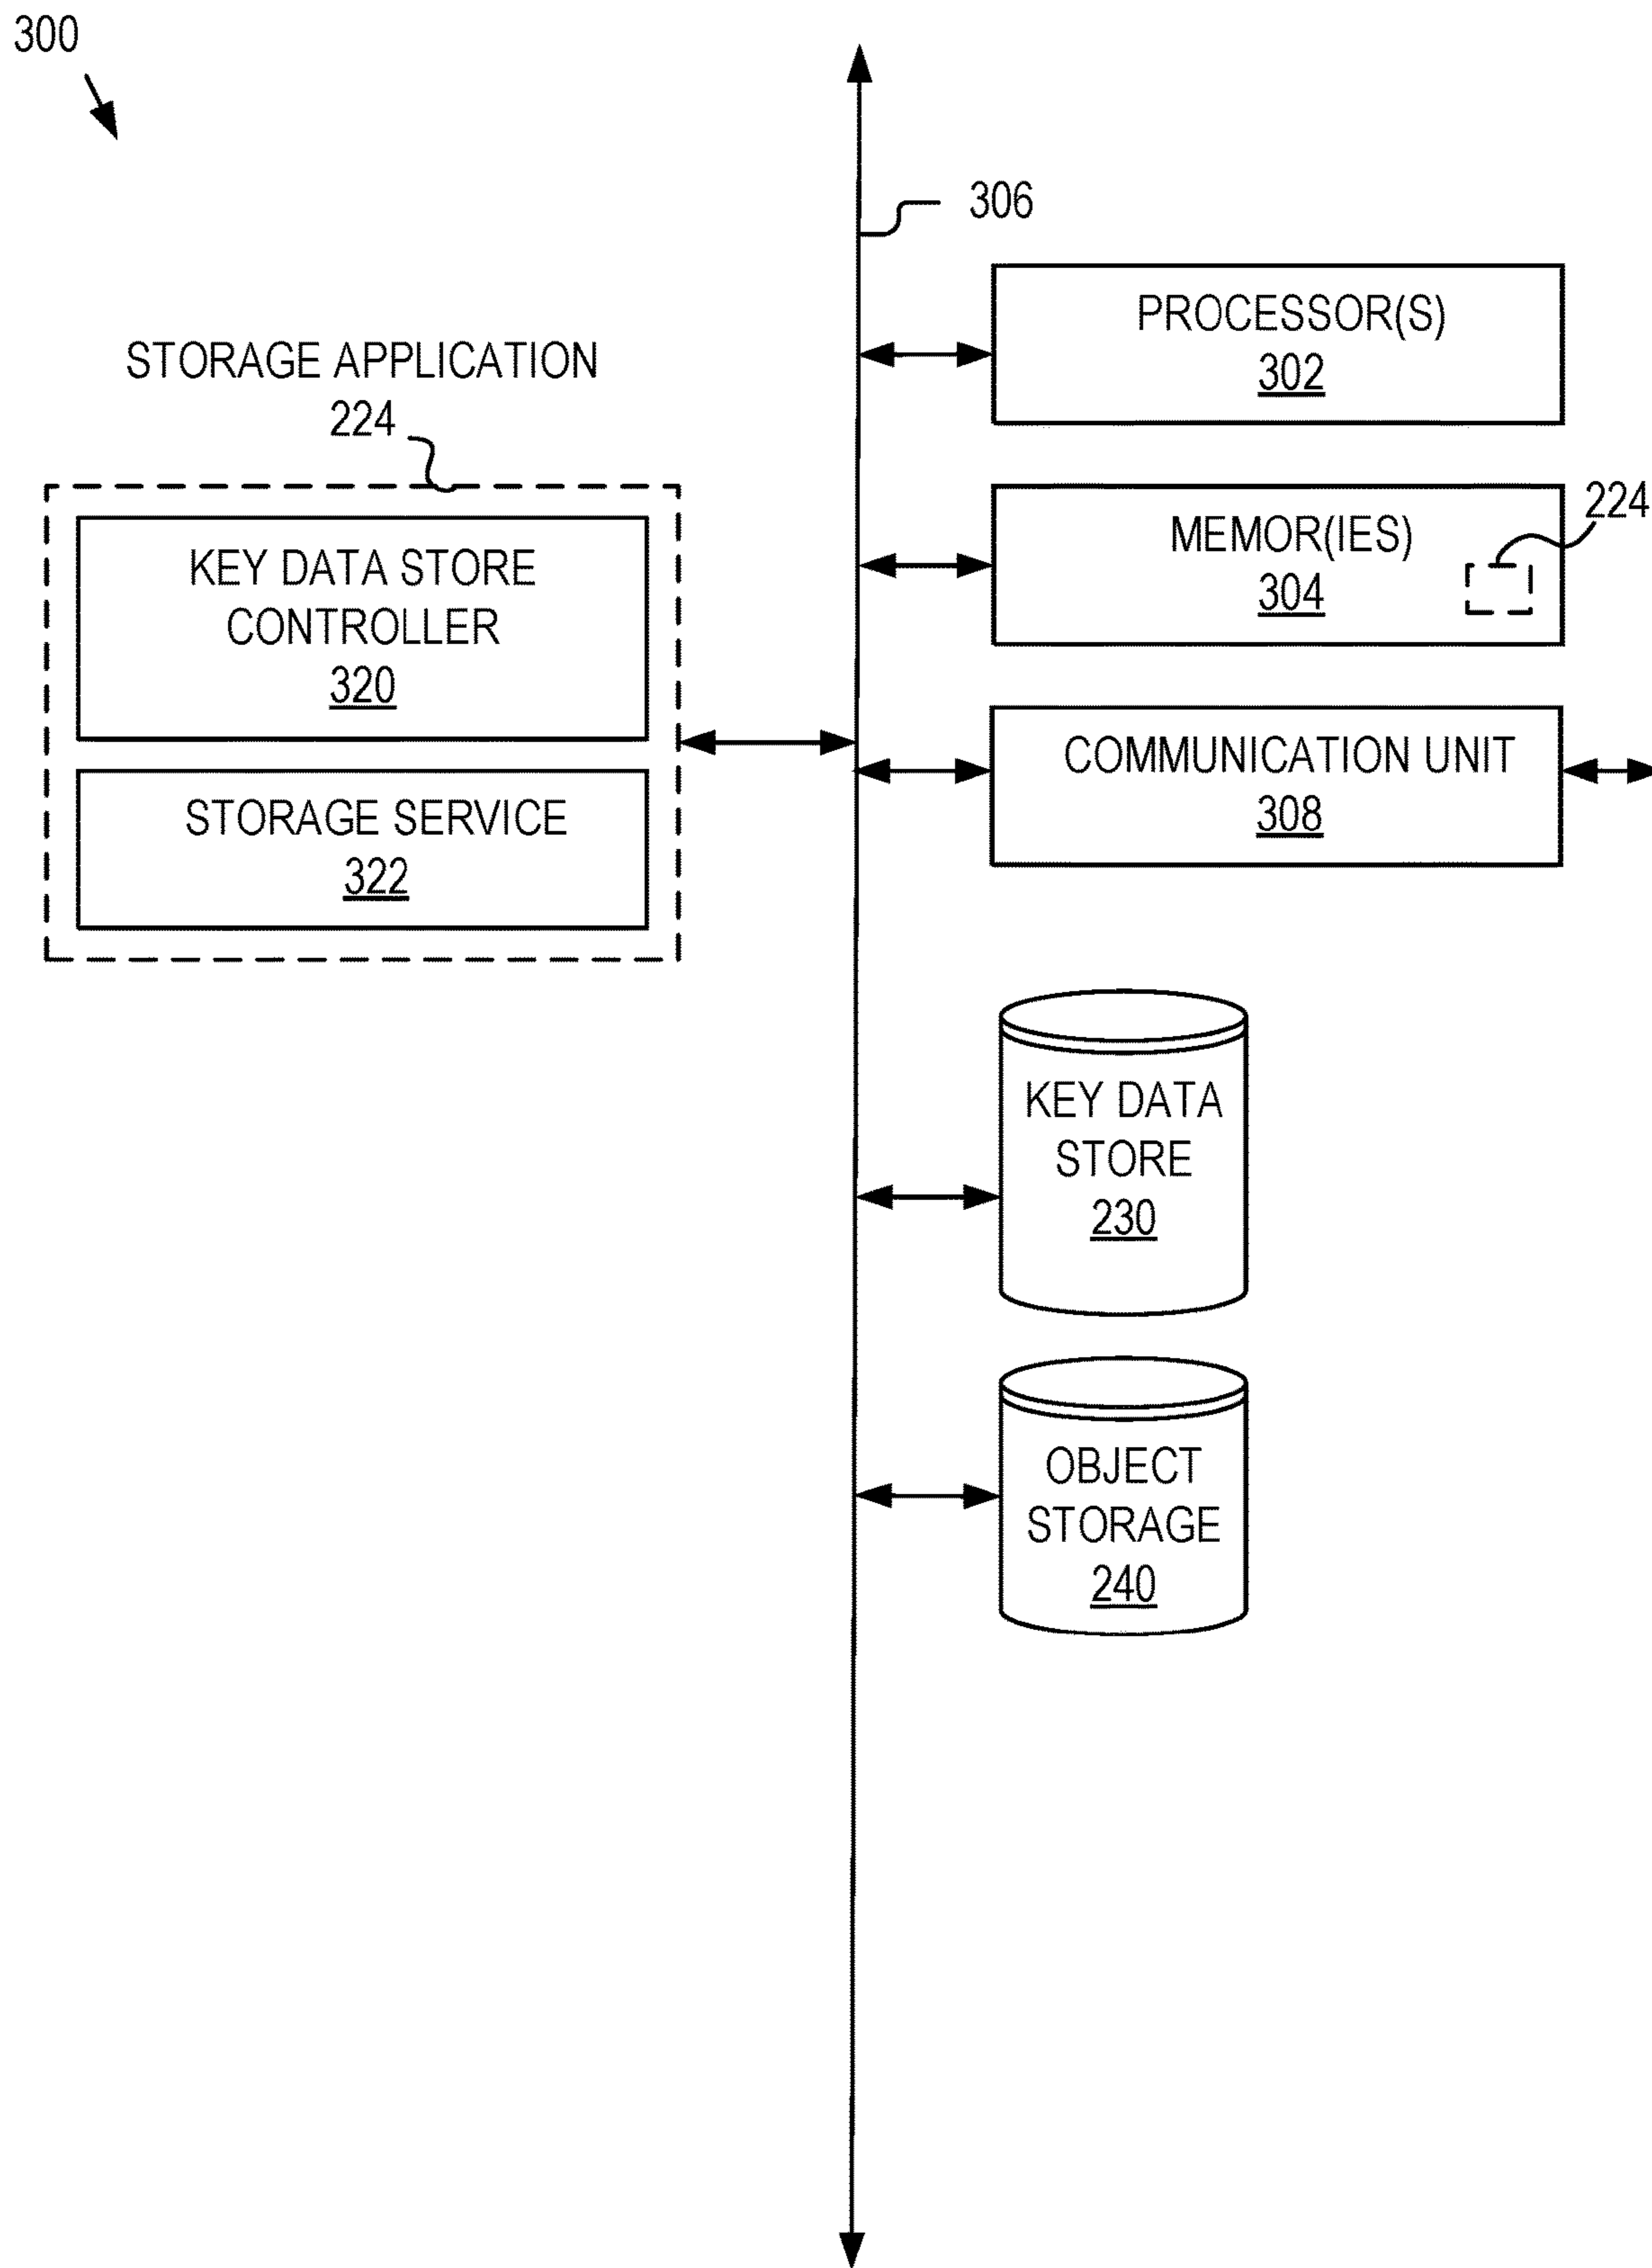 300
306
PROCESSOR(S)
302
STORAGE APPLICATION
224
MEMOR(IES)
304
224
KEY DATA STORE
CONTROLLER
320
STORAGE SERVICE
322
COMMUNICATION UNIT
308
KEY DATA
STORE
230
OBJECT
STORAGE
240